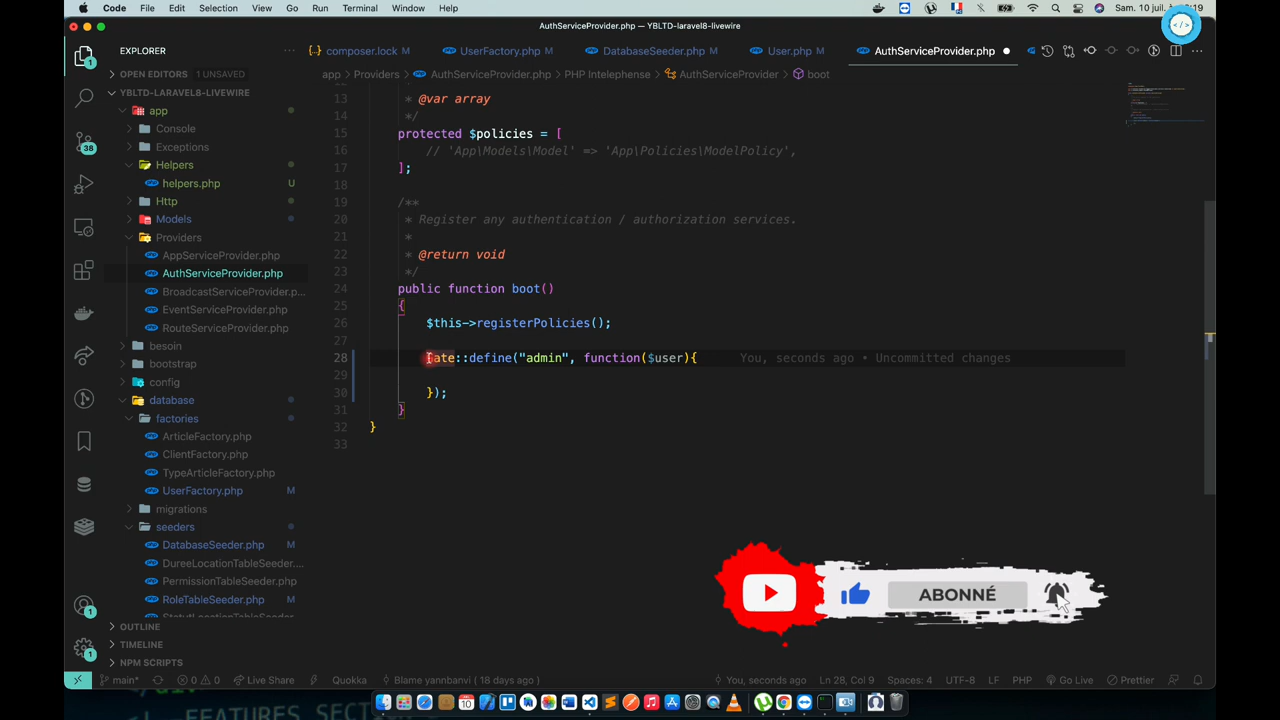 Code File Edit Selection View Go Run Terminal Window Help
Sam. 10 juil.
AuthServiceProvider.php — YBLTD-laravel8-livewire
EXPLORER
composer.lock M
UserFactory.php M
DatabaseSeeder.php M
User.php M
AuthServiceProvider.php
OPEN EDITORS 1 UNSAVED
app > Providers > AuthServiceProvider.php > PHP Intelephense > AuthServiceProvider > boot
YBLTD-LARAVEL8-LIVEWIRE
app
Console
Exceptions
Helpers
helpers.php U
Http
Models
Providers
AppServiceProvider.php
AuthServiceProvider.php
BroadcastServiceProvider.p...
EventServiceProvider.php
RouteServiceProvider.php
besoin
bootstrap
config
database
factories
ArticleFactory.php
ClientFactory.php
TypeArticleFactory.php
UserFactory.php M
migrations
seeders
DatabaseSeeder.php M
DureeLocationTableSeeder....
PermissionTableSeeder.php
RoleTableSeeder.php M
OUTLINE
TIMELINE
NPM SCRIPTS
13 * @var array
14 */
15 protected $policies = [
16 // 'App\Models\Model' => 'App\Policies\ModelPolicy',
17 ];
18
19 /**
20 * Register any authentication / authorization services.
21 *
22 * @return void
23 */
24 public function boot()
25 {
26 $this->registerPolicies();
27
28 Gate::define("admin", function($user){ You, seconds ago • Uncommitted changes
29
30 });
31 }
32 }
33
38
1
1
ABONNÉ
main* 0 0 Live Share Quokka Blame yannbanvi ( 18 days ago ) You, seconds ago Ln 28, Col 9 Spaces: 4 UTF-8 LF PHP Go Live Prettier
</div>
<!-- FEATURES SECTION